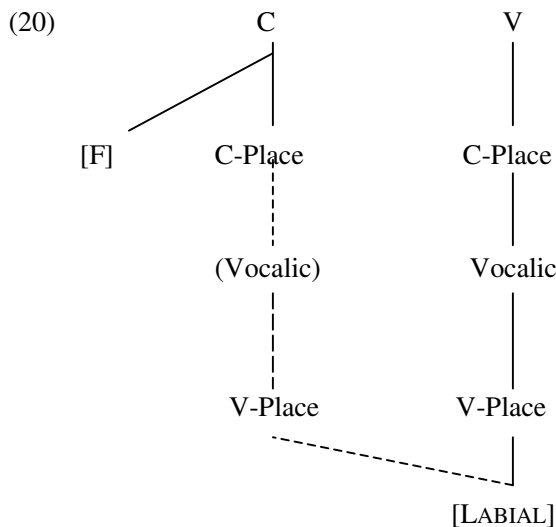 (20) C V
[F] C-Place C-Place
(Vocalic) Vocalic
V-Place V-Place
[LABIAL]